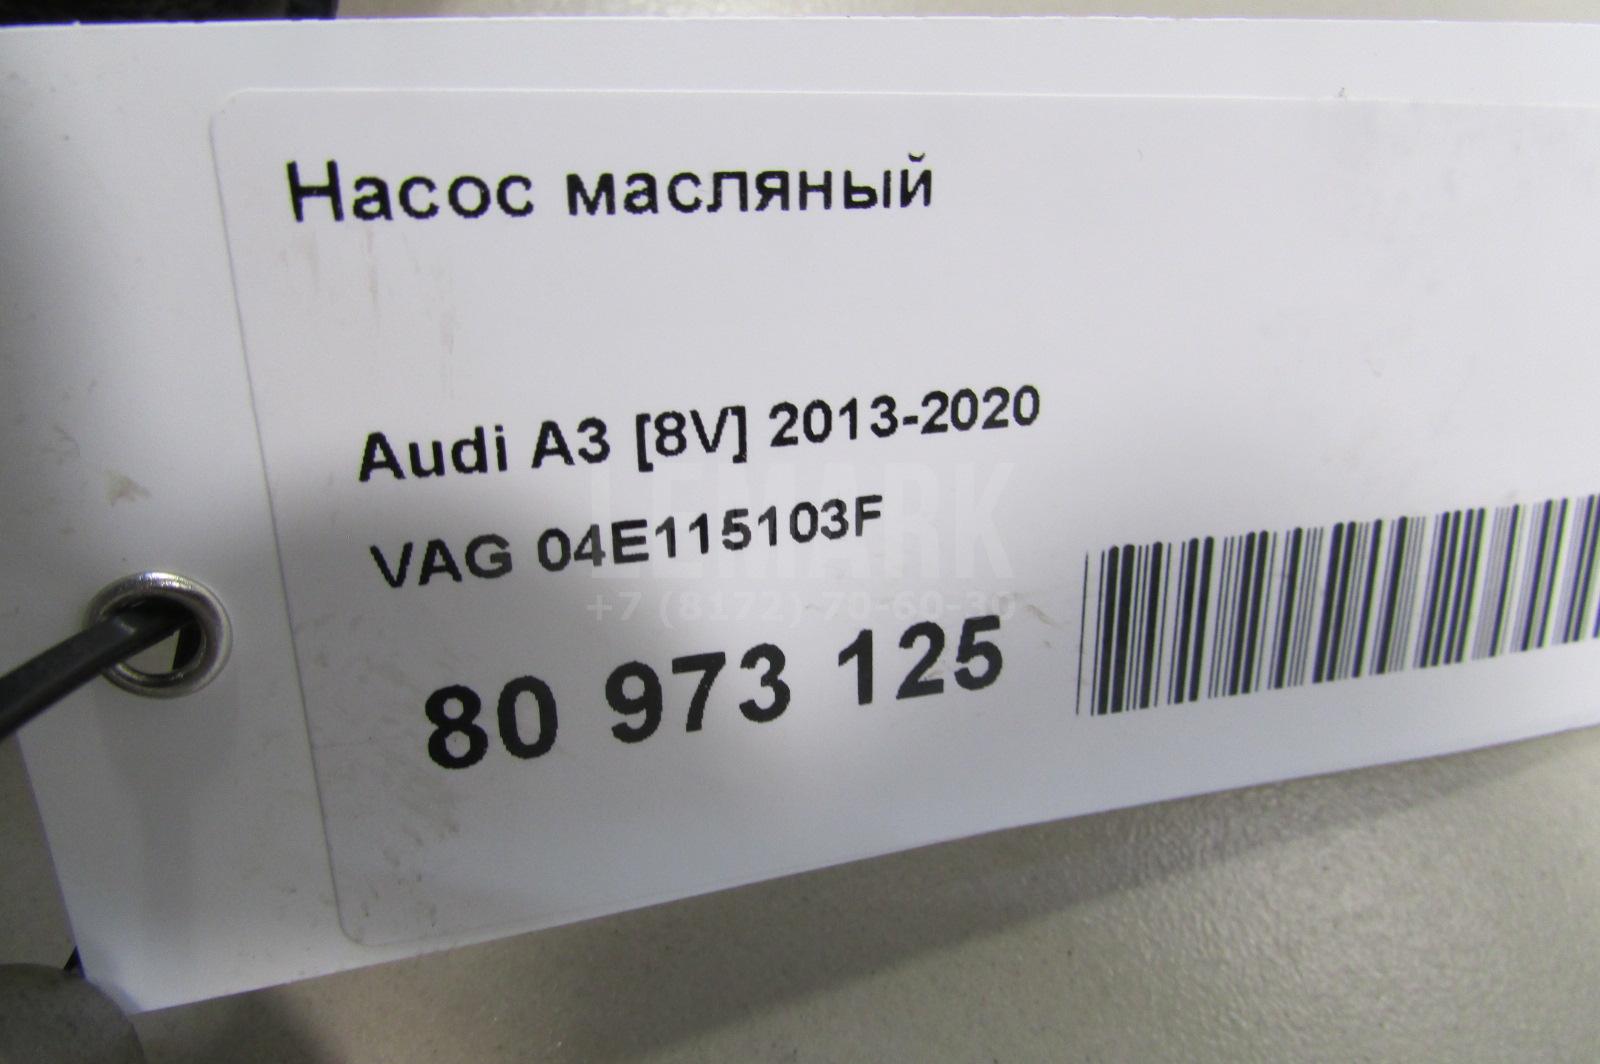 Насос масляный
Audi A3 [8V] 2013-2020
VAG 04E115103F
LEMARK
+7 (8172) 70-60-30
80 973 125